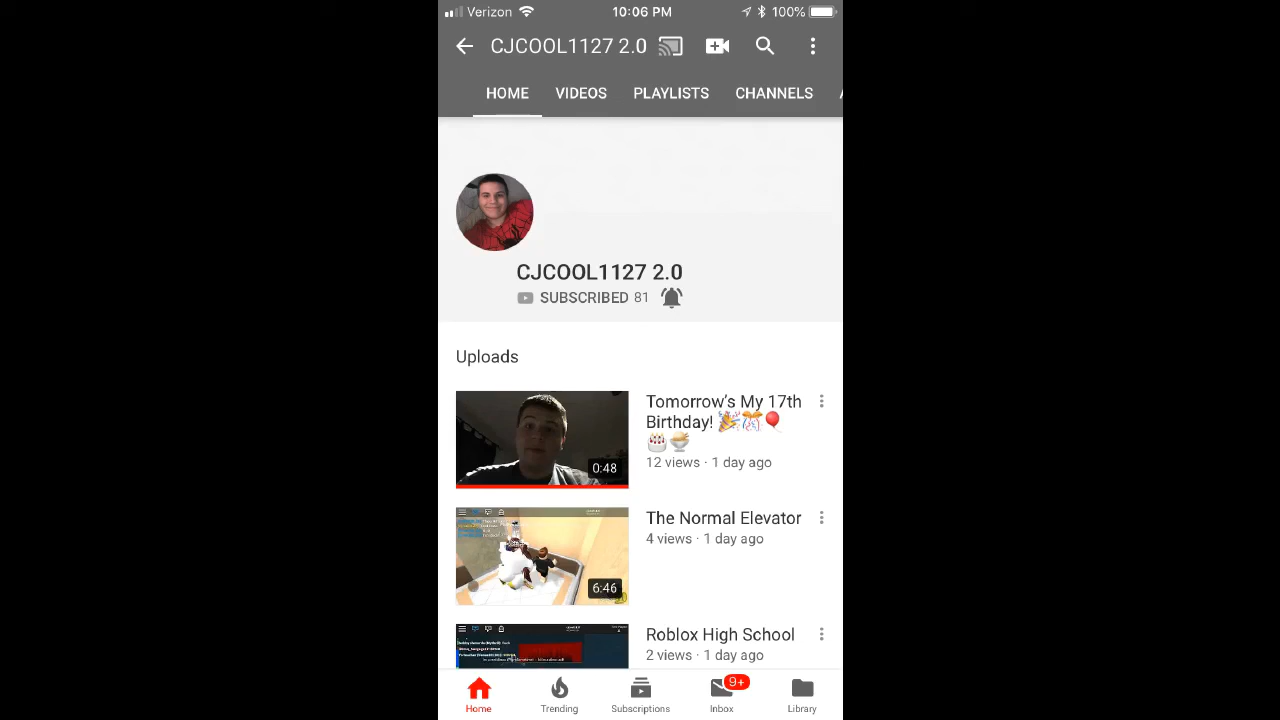 Verizon 10:06 PM 100%
CJCOOL1127 2.0
HOME VIDEOS PLAYLISTS CHANNELS
CJCOOL1127 2.0
SUBSCRIBED 81
Uploads
Tomorrow’s My 17th
Birthday! 🎉🎊🎈
🎂🍜
12 views · 1 day ago
0:48
The Normal Elevator
4 views · 1 day ago
6:46
Roblox High School
2 views · 1 day ago
9+
Home Trending Subscriptions Inbox Library